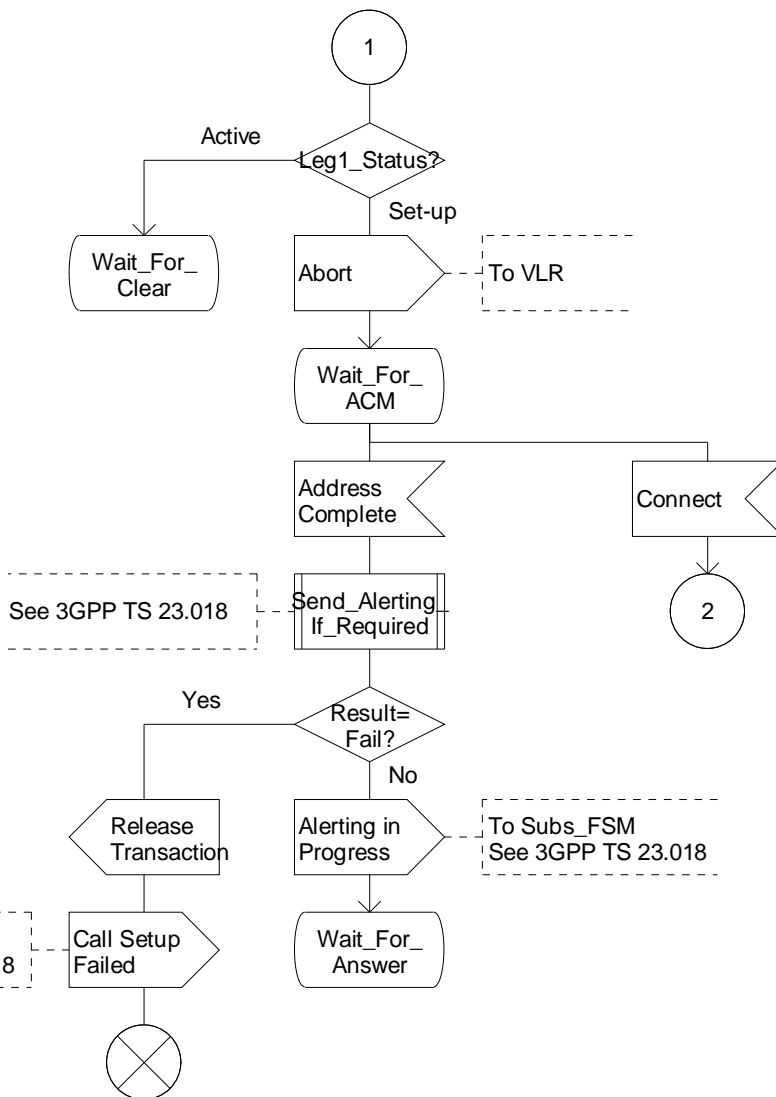 1
Active
Leg1_Status?
Set-up
Wait_For_
Clear
Abort
To VLR
Wait_For_
ACM
Address
Complete
Connect
See 3GPP TS 23.018
Send_Alerting_
If_Required
2
Yes
Result=
Fail?
No
Release
Transaction
Alerting in
Progress
To Subs_FSM
See 3GPP TS 23.018
8
Call Setup
Failed
Wait_For_
Answer